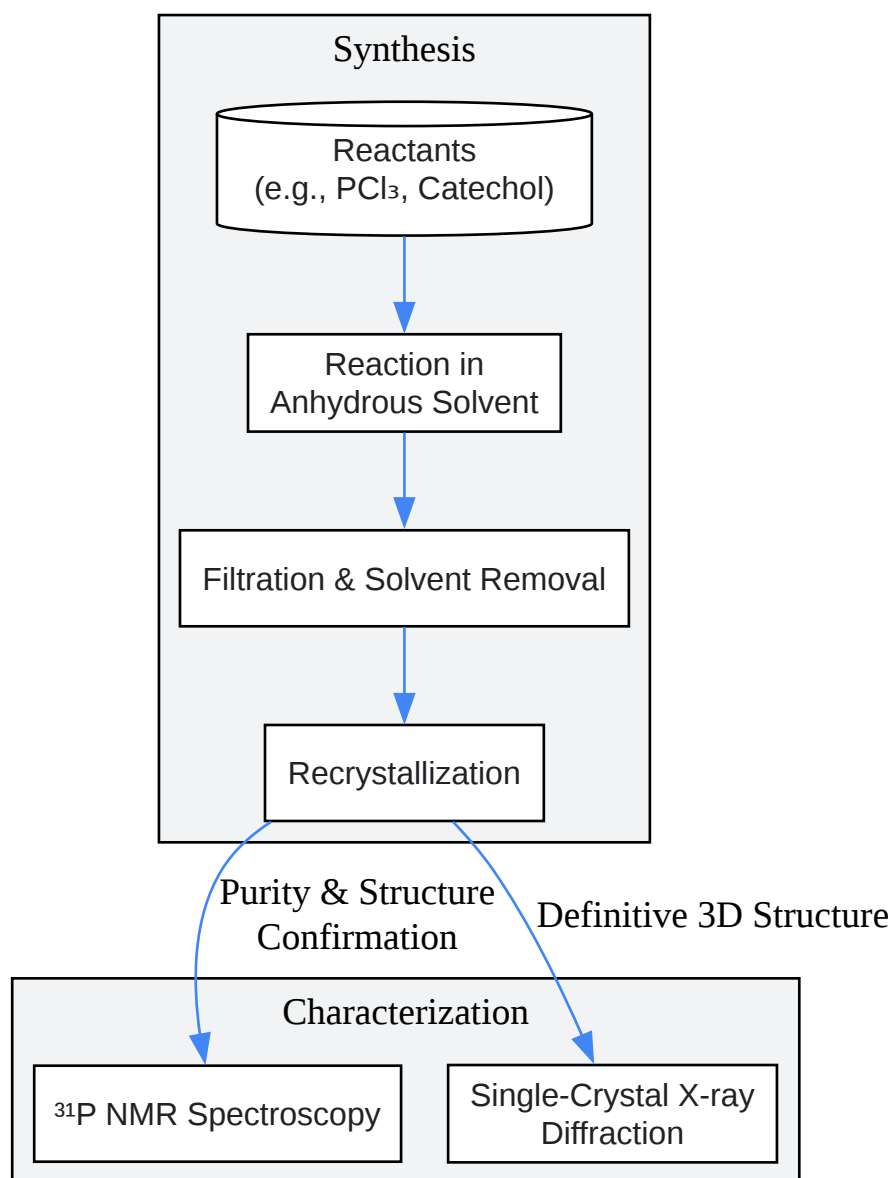 Synthesis
Reactants
(e.g., PCl₃, Catechol)
Reaction in
Anhydrous Solvent
Filtration & Solvent Removal
Recrystallization
Purity & Structure
Confirmation
Definitive 3D Structure
Characterization
³¹P NMR Spectroscopy
Single-Crystal X-ray
Diffraction